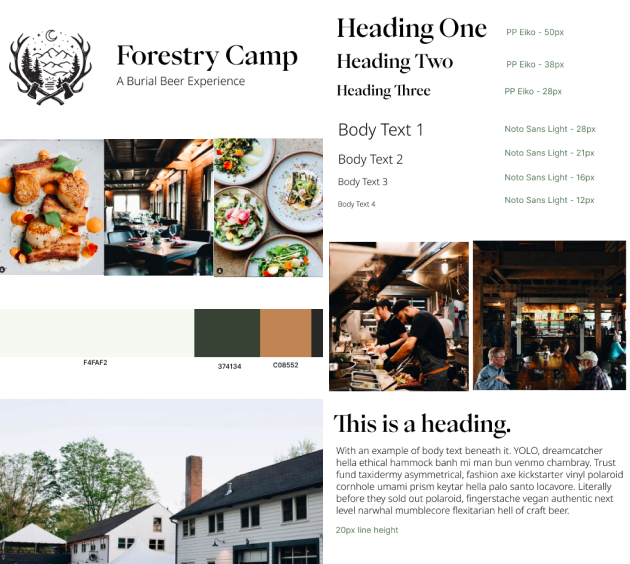 Forestry Camp
A Burial Beer Experience
F4FAF2
374134
C08552
Heading One
PP Eiko - 50px
Heading Two
PP Eiko - 38px
Heading Three
PP Eiko - 28px
Body Text 1
Noto Sans Light - 28px
Body Text 2
Noto Sans Light - 21px
Body Text 3
Noto Sans Light - 16px
Body Text 4
Noto Sans Light - 12px
This is a heading.
With an example of body text beneath it. YOLO, dreamcatcher
hella ethical hammock banh mi man bun venmo chambray. Trust
fund taxidermy asymmetrical, fashion axe kickstarter vinyl polaroid
cornhole umami prism keytar hella palo santo locavore. Literally
before they sold out polaroid, fingerstache vegan authentic next
level narwhal mumblecore flexitarian hell of craft beer.
20px line height